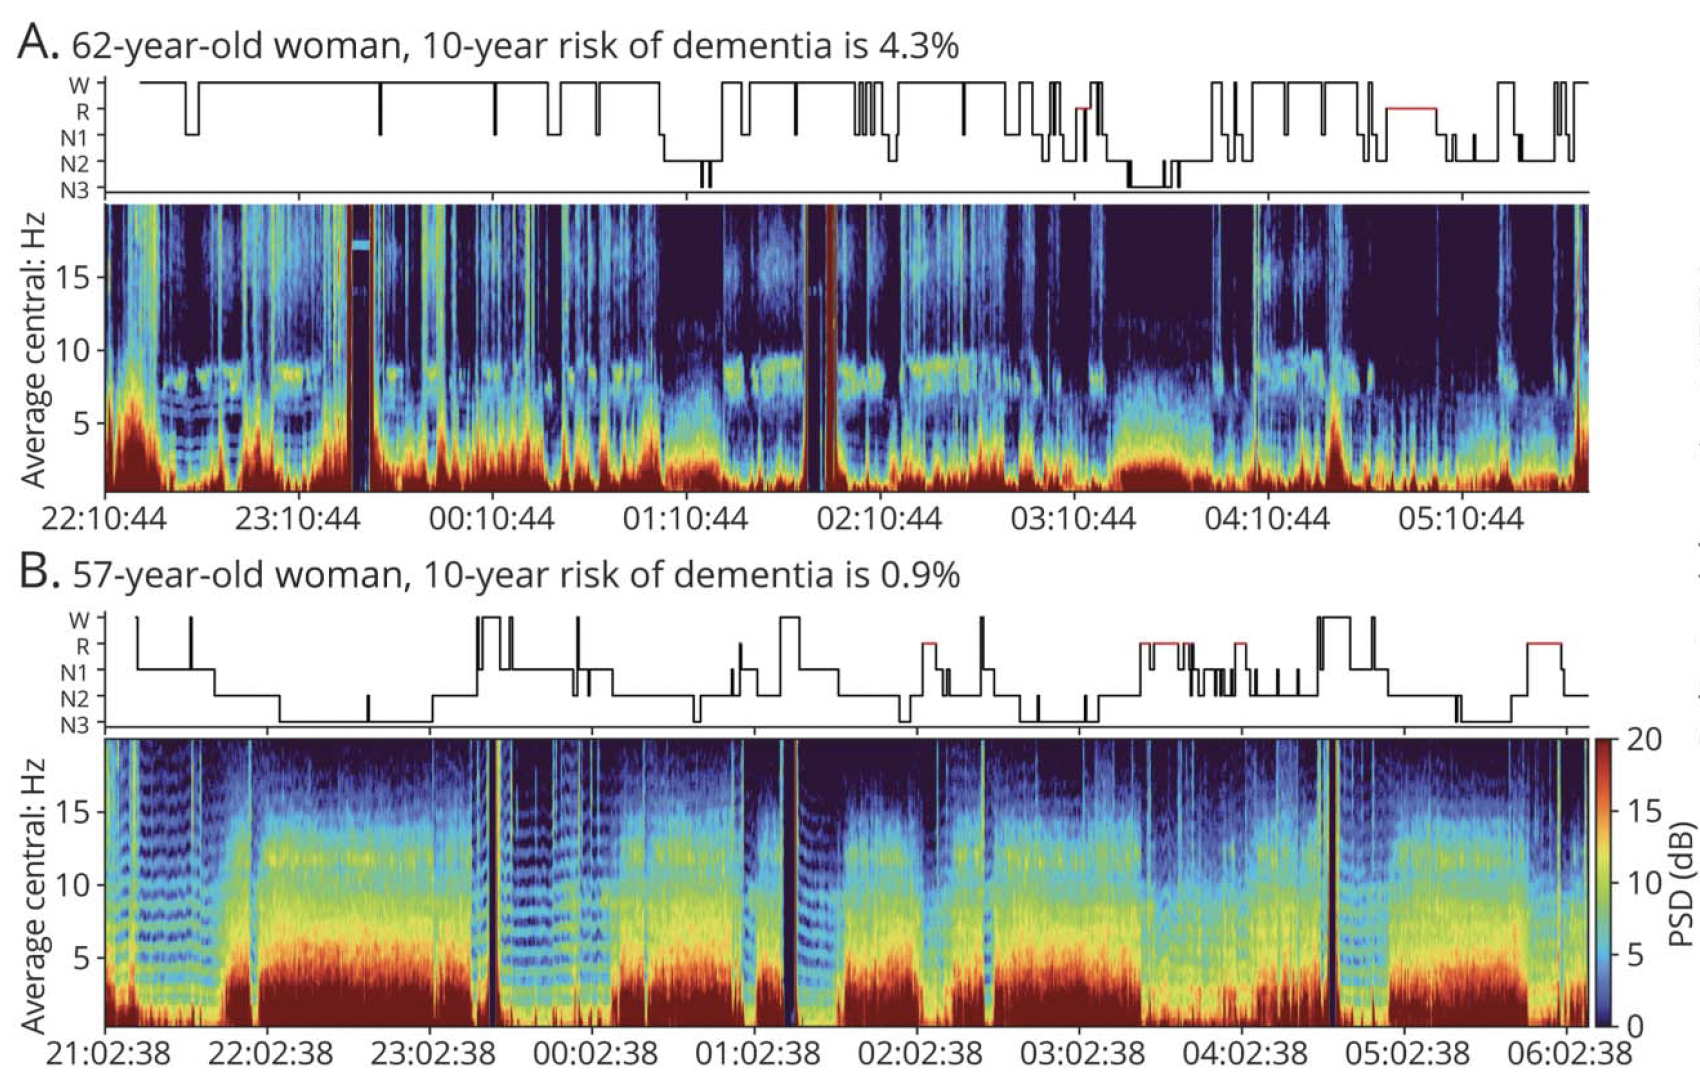 A. 62-year-old woman, 10-year risk of dementia is 4.3%
W
R
N1
N2
N3
Average central: Hz
15
10
5
22:10:44 23:10:44 00:10:44 01:10:44 02:10:44 03:10:44 04:10:44 05:10:44
B. 57-year-old woman, 10-year risk of dementia is 0.9%
W
R
N1
N2
N3
Average central: Hz
15
10
5
21:02:38 22:02:38 23:02:38 00:02:38 01:02:38 02:02:38 03:02:38 04:02:38 05:02:38 06:02:38
20
15
10
5
0
PSD (dB)